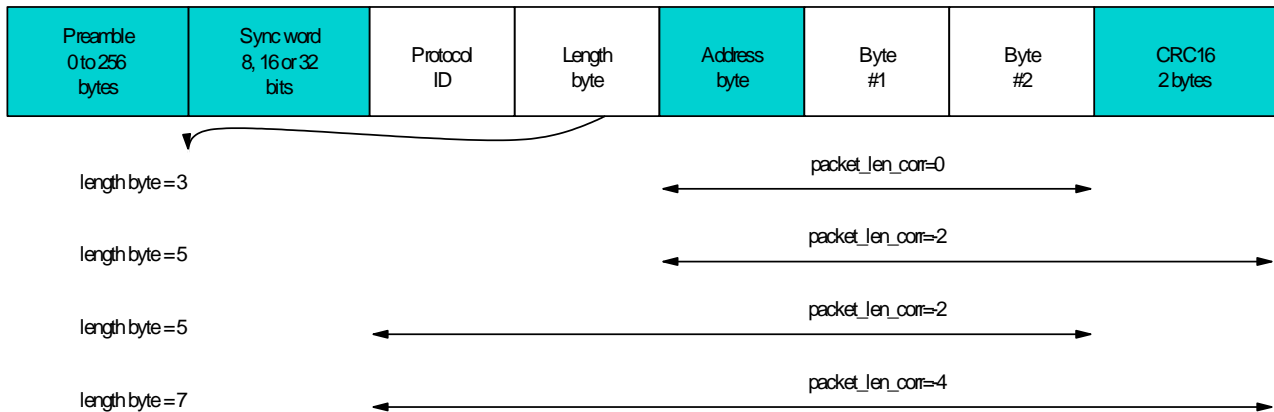 Preamble
0 to 256
bytes
Sync word
8, 16 or 32
bits
Protocol
ID
Length
byte
Address
byte
Byte
#1
Byte
#2
CRC16
2 bytes
length byte = 3
packet_len_corr=0
length byte = 5
packet_len_corr=-2
length byte = 5
packet_len_corr=-2
length byte = 7
packet_len_corr=-4